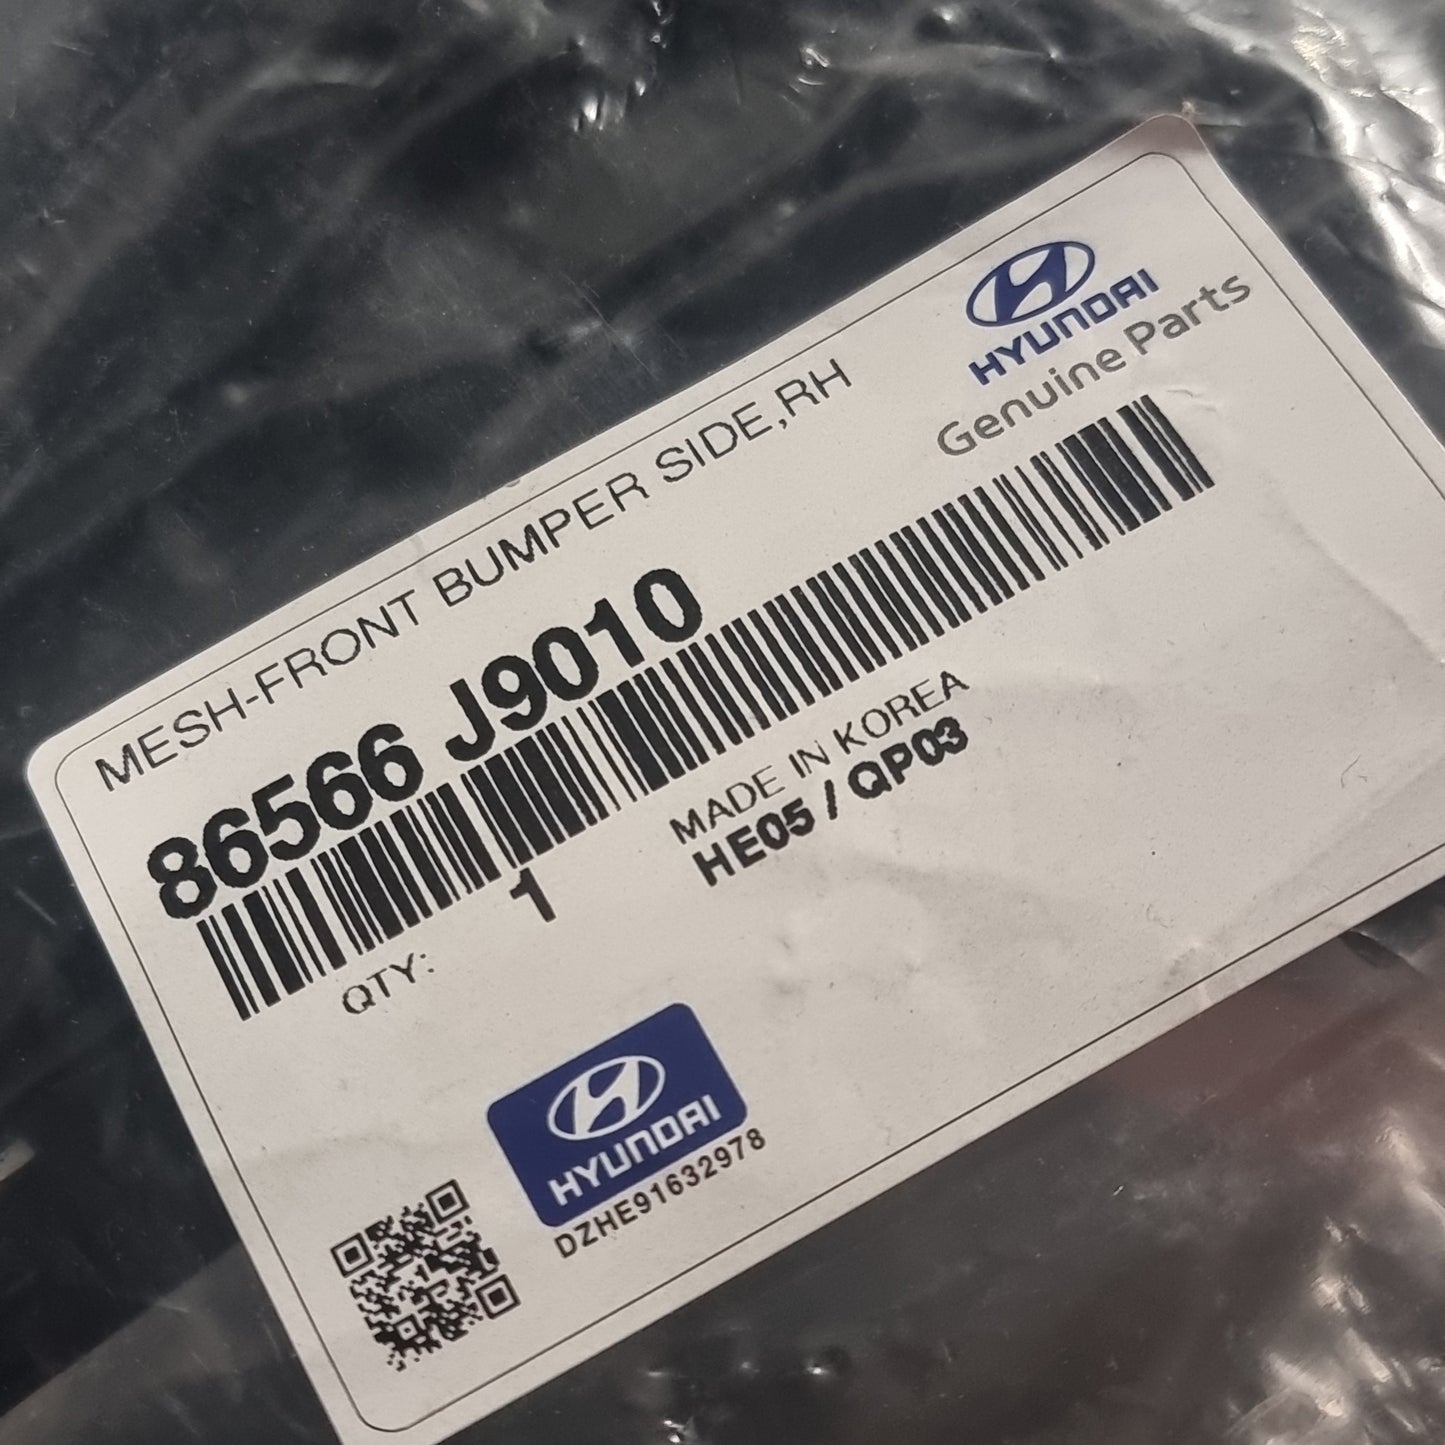 HYUNDAI
Genuine Parts
MESH-FRONT BUMPER SIDE,RH
86566 J9010
MADE IN KOREA
HE05 / QP03
QTY: 1
HYUNDAI
DZHE91632978